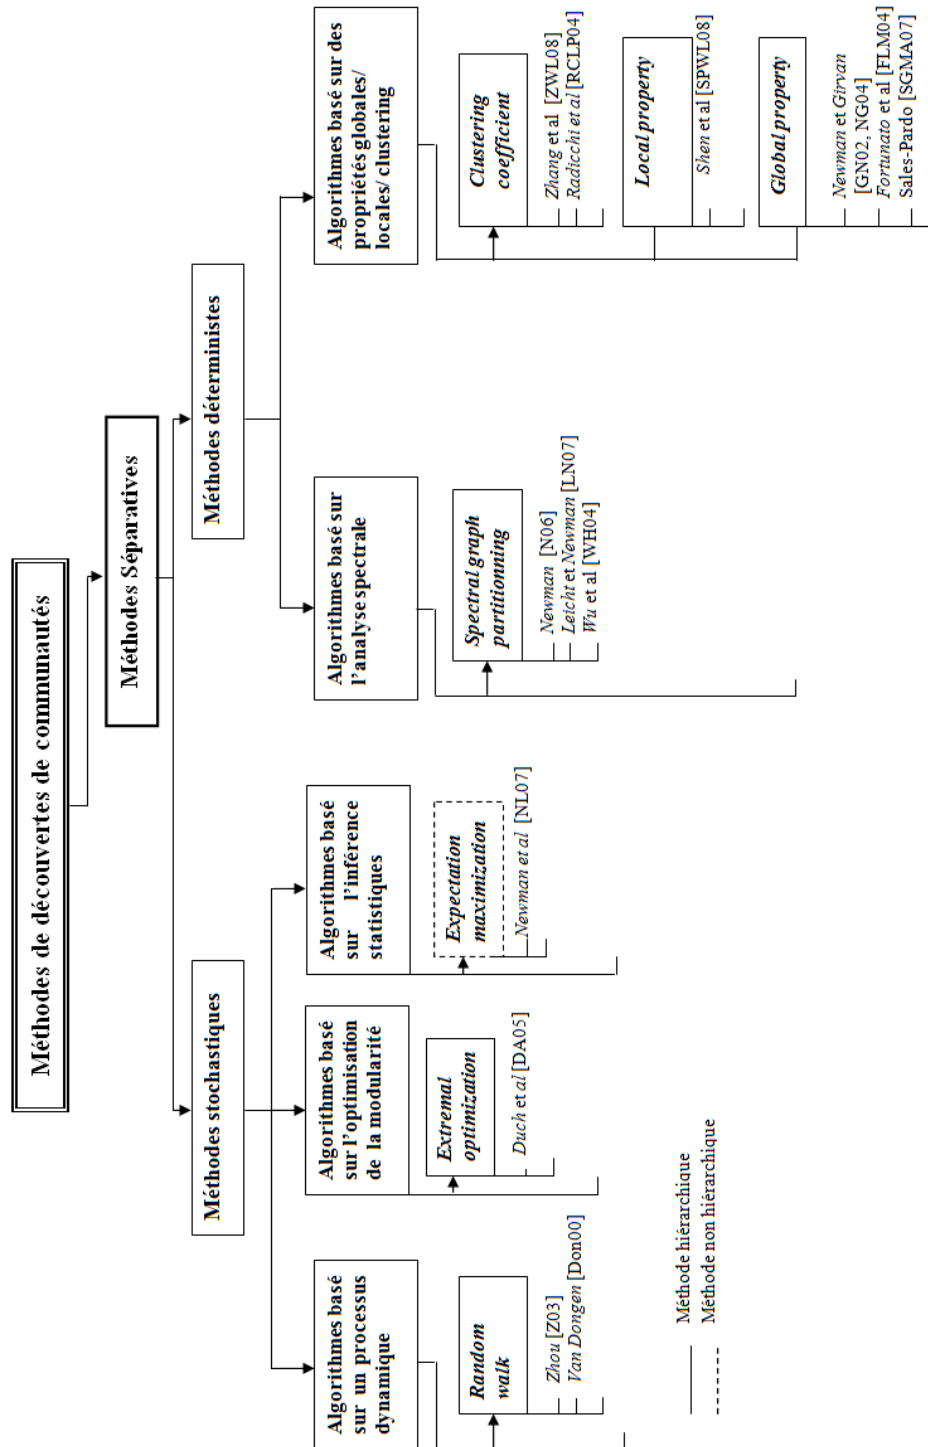 Méthodes de découvertes de communautés
Méthodes Séparatives
Méthodes stochastiques
Méthodes déterministes
Algorithmes basé
sur un processus
dynamique
Random
walk
Zhou [Z03]
Van Dongen [Don00]
Algorithmes basé
sur l'optimisation
de la modularité
Extremal
optimization
Duch et al [DA05]
Algorithmes basé
sur l'inférence
statistiques
Expectation
maximization
Newman et al [NL07]
Algorithmes basé sur
l'analyse spectrale
Spectral graph
partitionning
Newman [N06]
Leicht et Newman [LN07]
Wu et al [WH04]
Algorithmes basé sur des
propriétés globales/
locales/ clustering
Clustering
coefficient
Zhang et al [ZWL08]
Radicchi et al [RCLP04]
Local property
Shen et al [SPWL08]
Global property
Newman et Girvan
[GN02, NG04]
Fortunato et al [FLM04]
Sales-Pardo [SGMA07]
Méthode hiérarchique
Méthode non hiérarchique